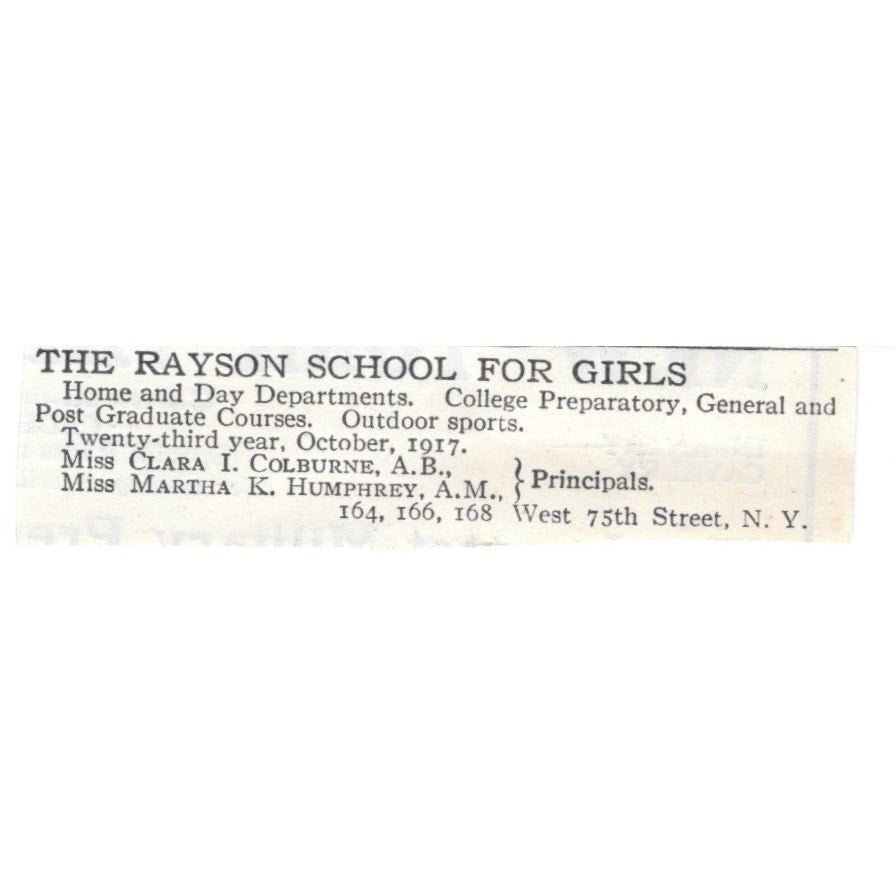 THE RAYSON SCHOOL FOR GIRLS
Home and Day Departments. College Preparatory, General and
Post Graduate Courses. Outdoor sports.
Twenty-third year, October, 1917.
Miss CLARA I. COLBURNE, A.B.,
Miss MARTHA K. HUMPHREY, A.M., } Principals.
164, 166, 168 West 75th Street, N. Y.